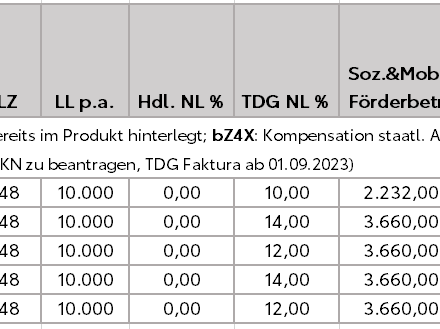 Soz.&Mob
LZ LL p.a. Hdl. NL % TDG NL % Förderbetr
ereits im Produkt hinterlegt; bZ4X: Kompensation staatl. A
KN zu beantragen, TDG Faktura ab 01.09.2023)
48 10.000 0,00 10,00 2.232,00
48 10.000 0,00 14,00 3.660,00
48 10.000 0,00 12,00 3.660,00
48 10.000 0,00 14,00 3.660,00
48 10.000 0,00 12,00 3.660,00